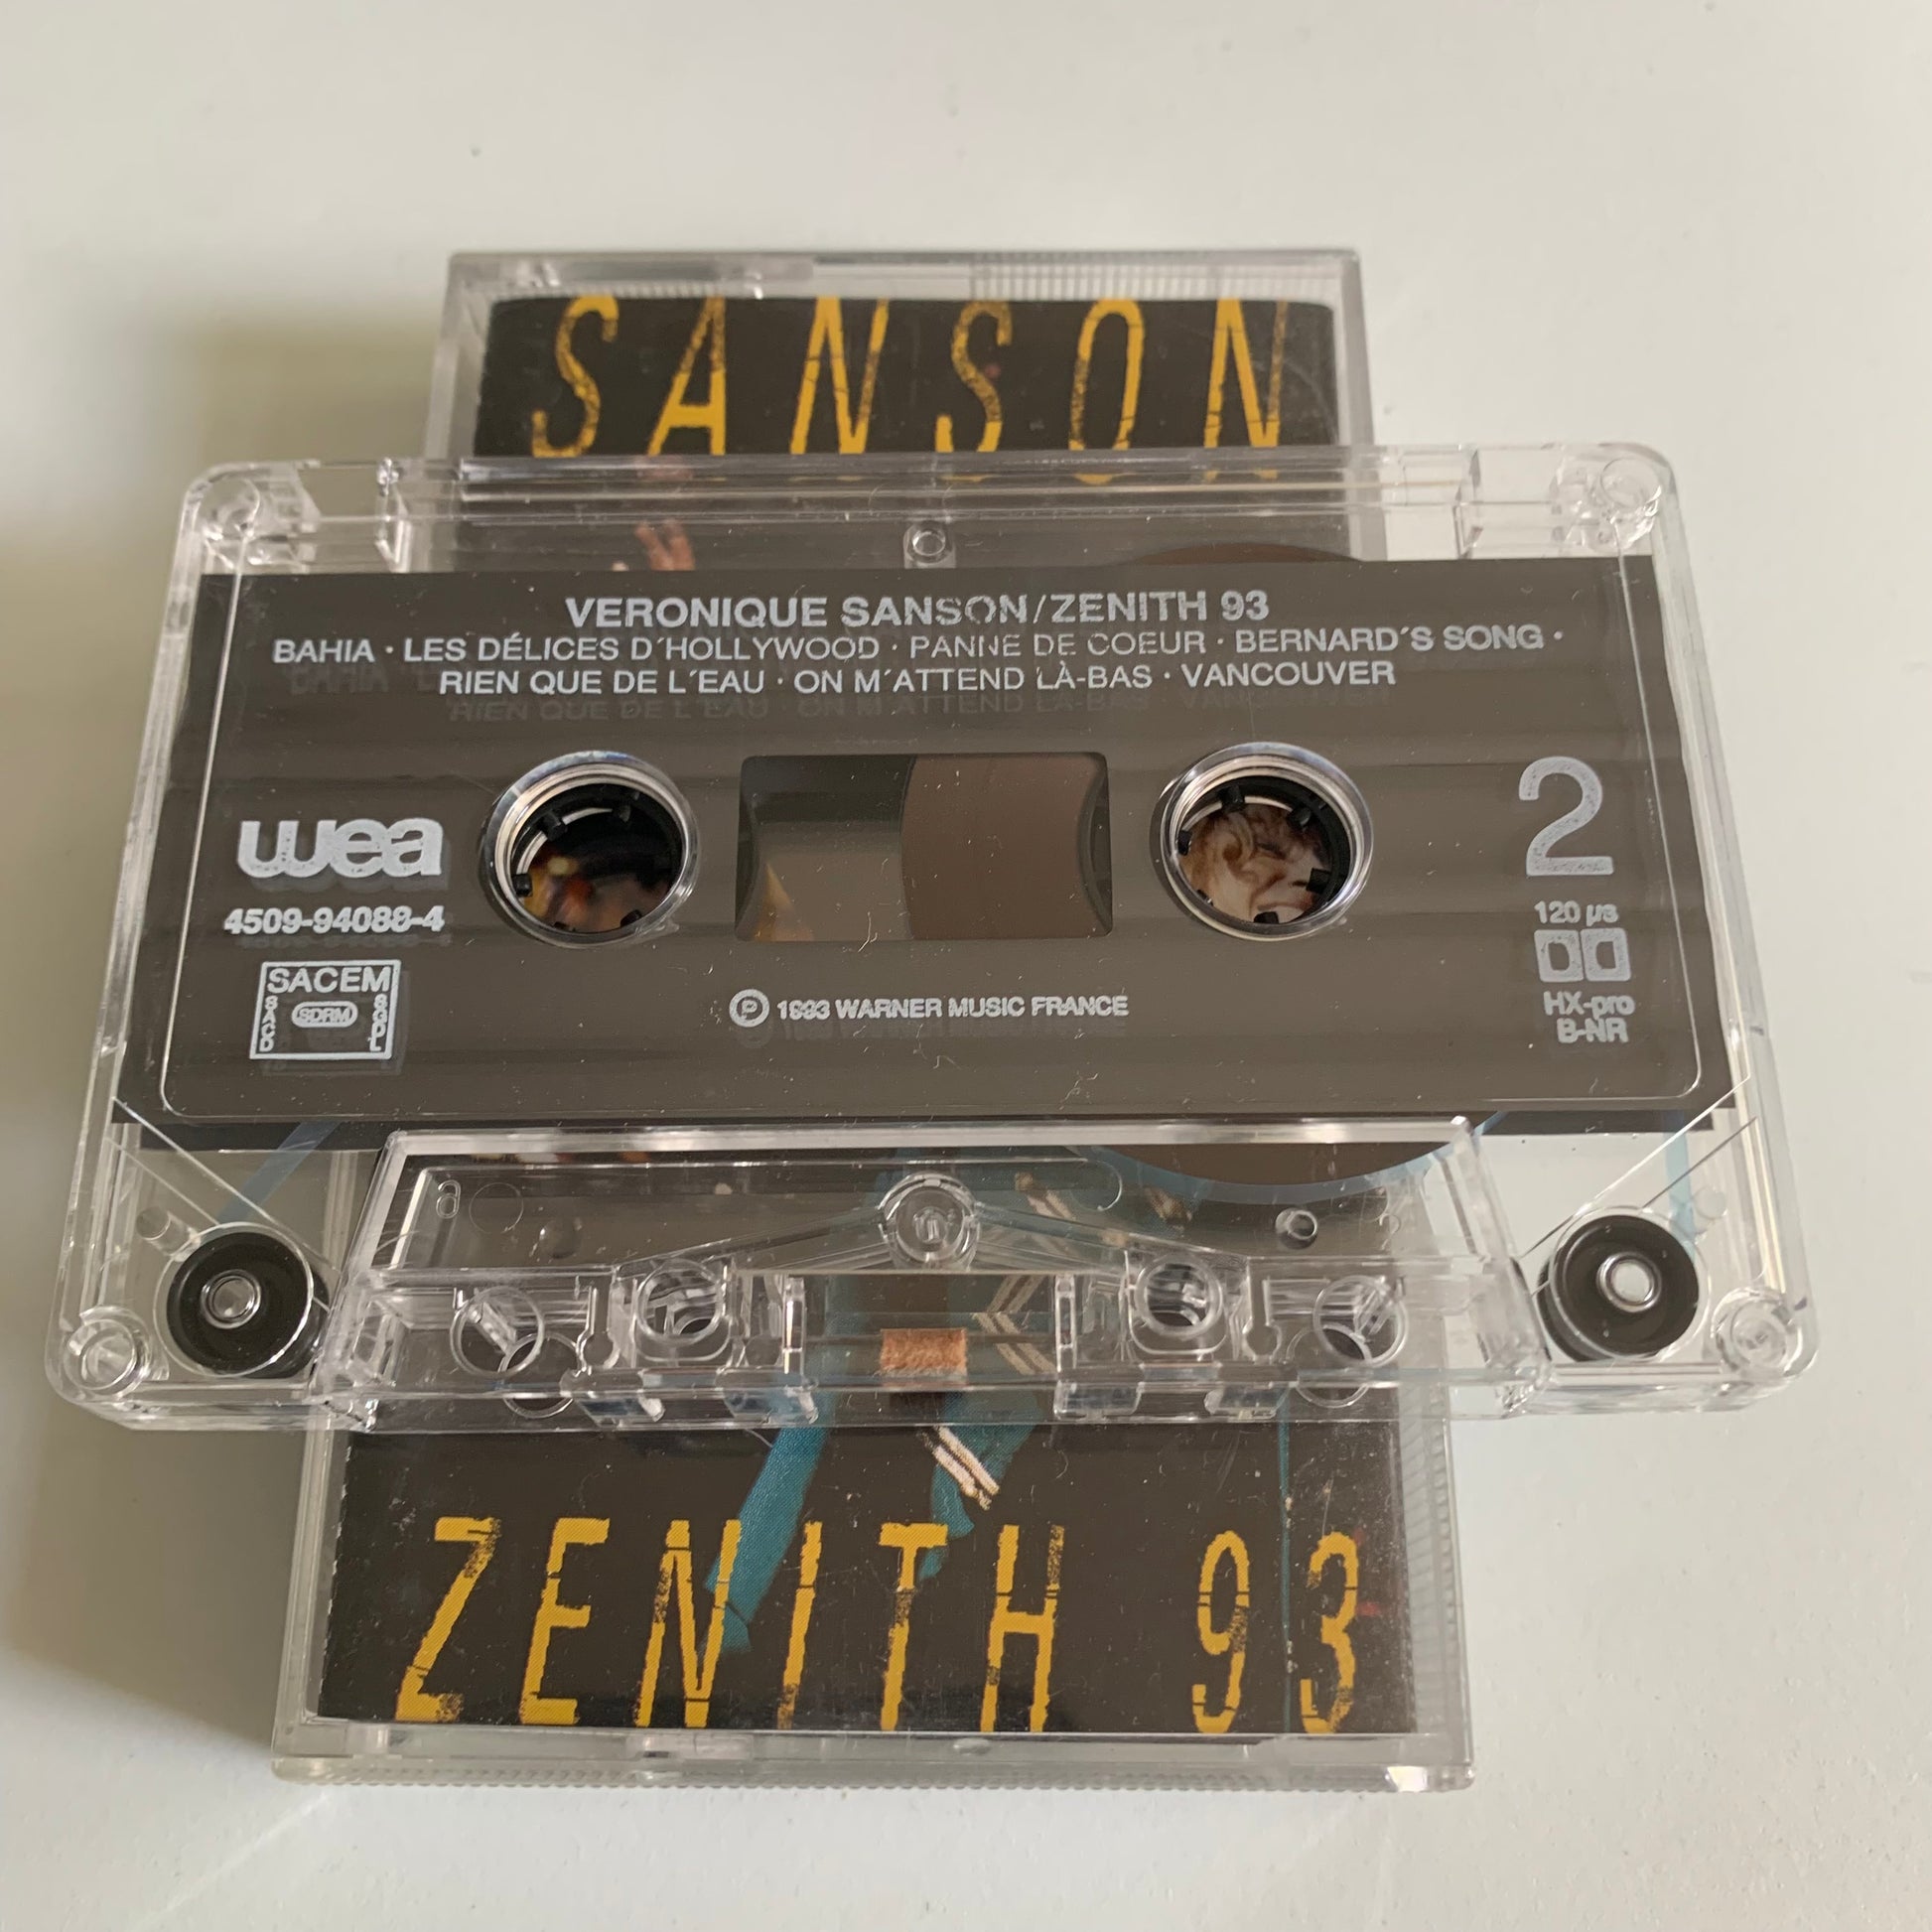 SANSON
VERONIQUE SANSON/ZENITH 93
BAHIA · LES DÉLICES D´HOLLYWOOD · PANNE DE COEUR · BERNARD´S SONG ·
RIEN QUE DE L´EAU · ON M´ATTEND LÀ-BAS · VANCOUVER
wea
4509-94088-4
SACEM
SACD
SDRM
SGDL
2
120 µs
HX-pro
B-NR
℗ 1993 WARNER MUSIC FRANCE
ZENITH 93